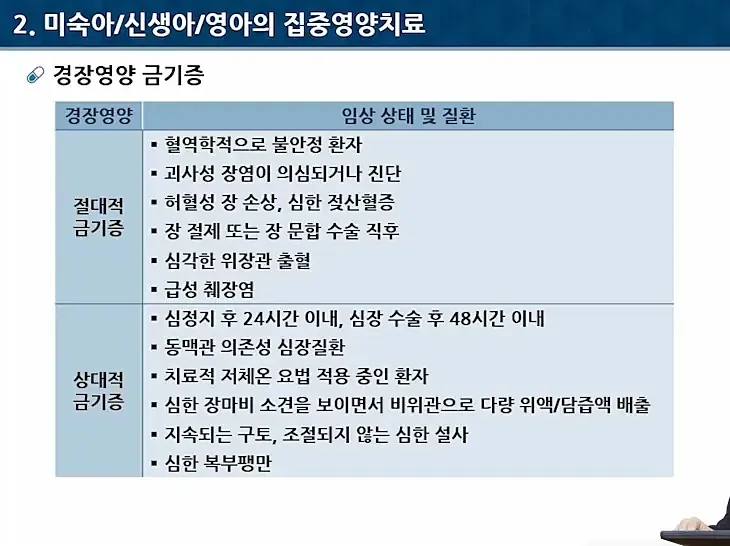 2. 미숙아/신생아/영아의 집중영양치료
경장영양 금기증
경장영양
임상 상태 및 질환
절대적
금기증
▪ 혈역학적으로 불안정 환자
▪ 괴사성 장염이 의심되거나 진단
▪ 허혈성 장 손상, 심한 젖산혈증
▪ 장 절제 또는 장 문합 수술 직후
▪ 심각한 위장관 출혈
▪ 급성 췌장염
상대적
금기증
▪ 심정지 후 24시간 이내, 심장 수술 후 48시간 이내
▪ 동맥관 의존성 심장질환
▪ 치료적 저체온 요법 적용 중인 환자
▪ 심한 장마비 소견을 보이면서 비위관으로 다량 위액/담즙액 배출
▪ 지속되는 구토, 조절되지 않는 심한 설사
▪ 심한 복부팽만